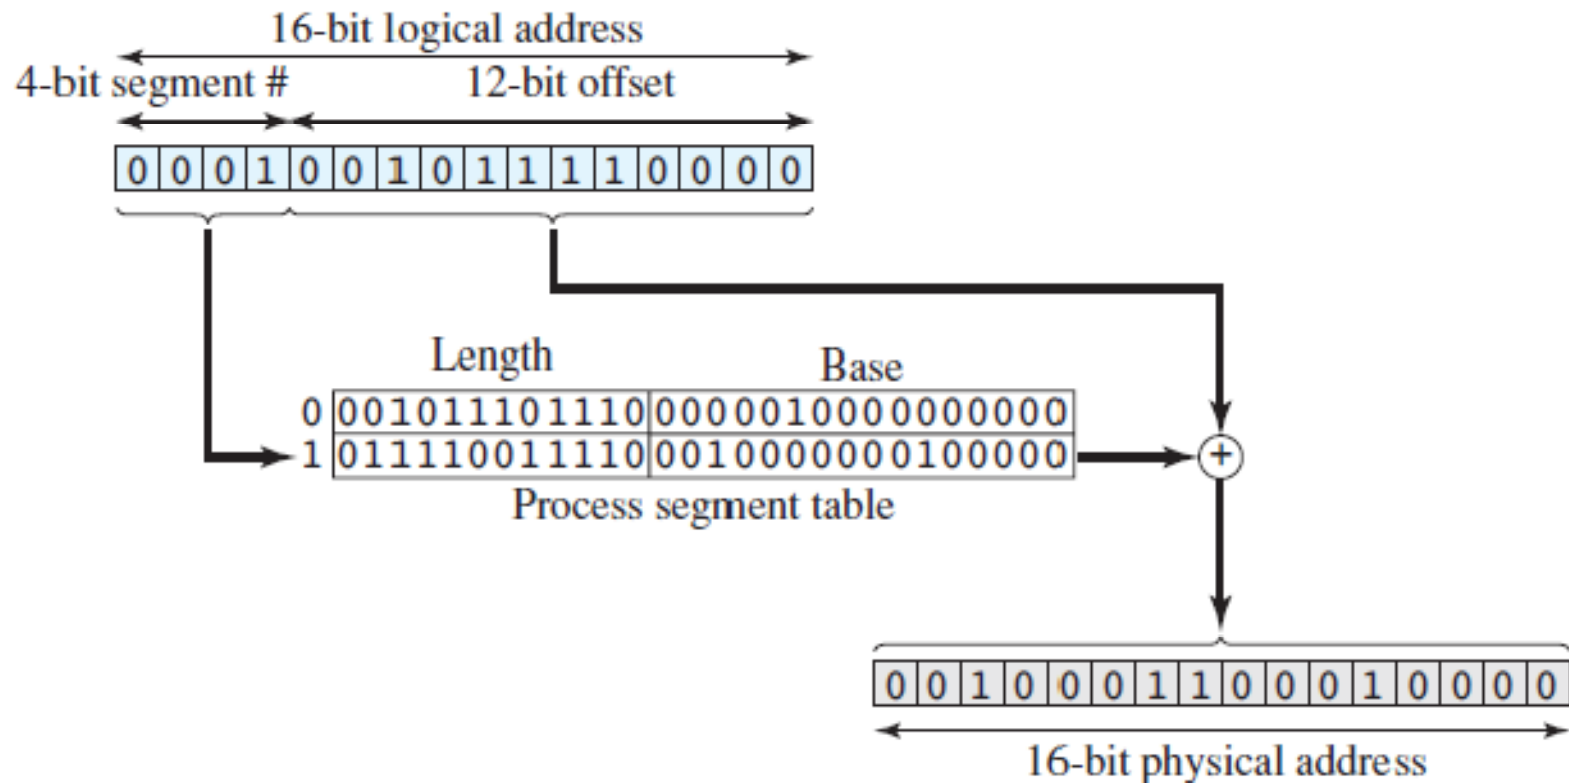 16-bit logical address
4-bit segment # 12-bit offset
0 0 0 1 0 0 1 0 1 1 1 1 0 0 0 0
Length Base
0 001011101110 0000010000000000
1 011110011110 0010000000100000
+
Process segment table
0 0 1 0 0 0 1 1 0 0 0 1 0 0 0 0
16-bit physical address